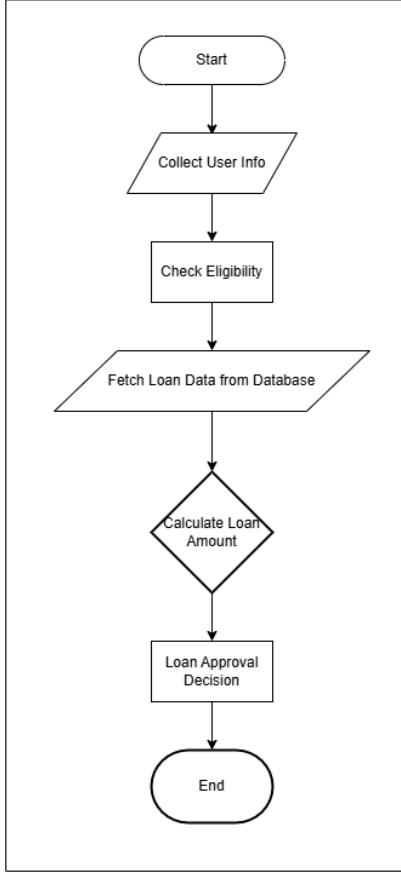 Start
Collect User Info
Check Eligibility
Fetch Loan Data from Database
Calculate Loan
Amount
Loan Approval
Decision
End